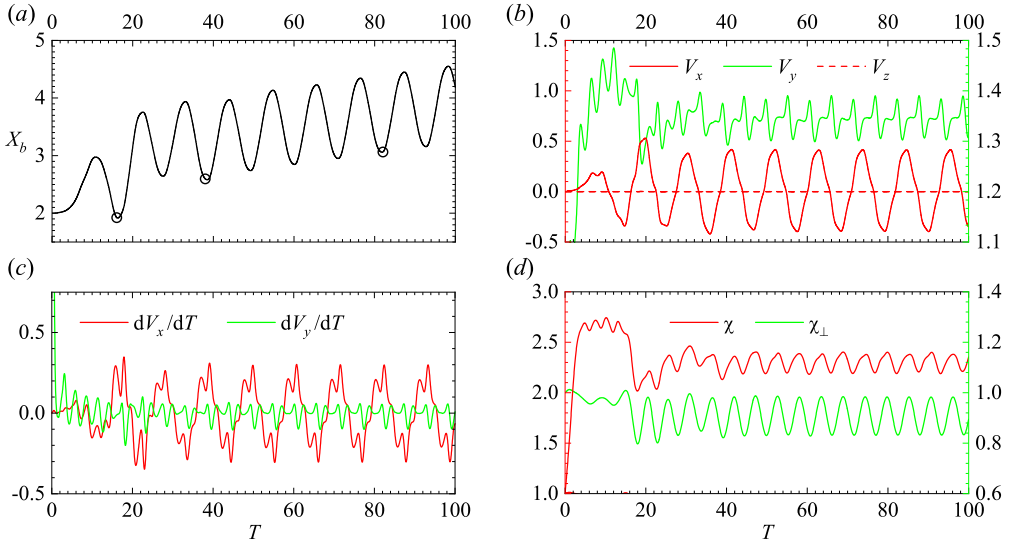 (a)
0 20 40 60 80 100
5
4
X_b
3
2
(b)
0 20 40 60 80 100
1.5 1.5
V_x V_y V_z
1.0 1.4
0.5 1.3
0.0 1.2
-0.5 1.1
(c)
0.5
dV_x/dT dV_y/dT
0.0
-0.5
0 20 40 60 80 100
T
(d)
3.0 1.4
χ χ_⊥
2.5 1.2
2.0 1.0
1.5 0.8
1.0 0.6
0 20 40 60 80 100
T